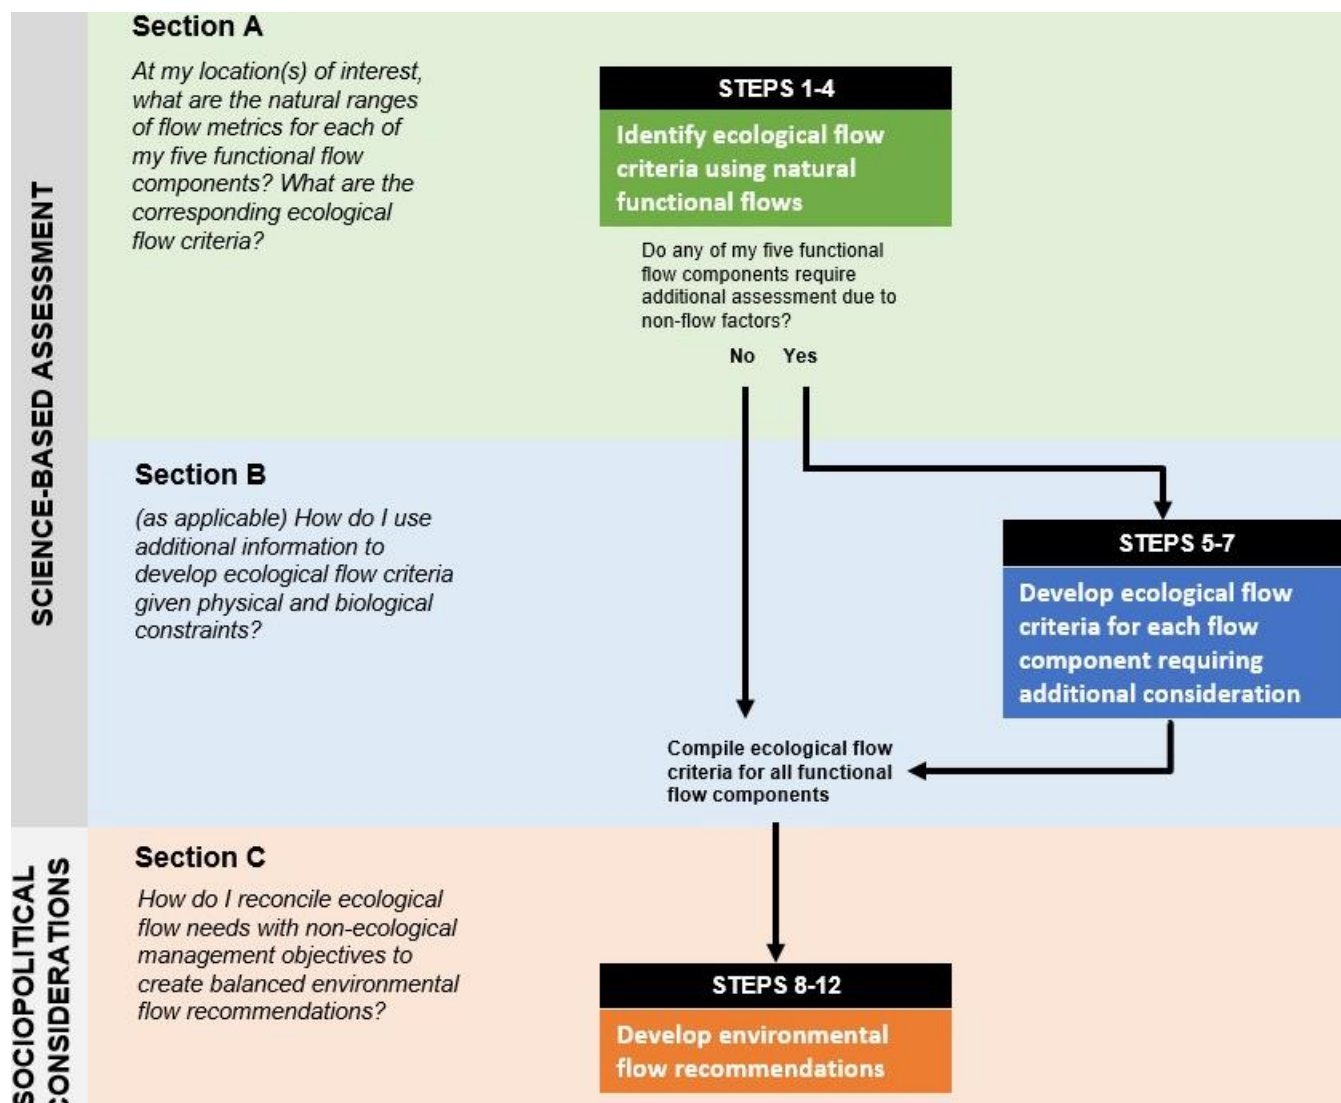 SCIENCE-BASED ASSESSMENT
Section A
At my location(s) of interest,
what are the natural ranges
of flow metrics for each of
my five functional flow
components? What are the
corresponding ecological
flow criteria?
STEPS 1-4
Identify ecological flow
criteria using natural
functional flows
Do any of my five functional
flow components require
additional assessment due to
non-flow factors?
No Yes
Section B
(as applicable) How do I use
additional information to
develop ecological flow criteria
given physical and biological
constraints?
STEPS 5-7
Develop ecological flow
criteria for each flow
component requiring
additional consideration
Compile ecological flow
criteria for all functional
flow components
SOCIOPOLITICAL
CONSIDERATIONS
Section C
How do I reconcile ecological
flow needs with non-ecological
management objectives to
create balanced environmental
flow recommendations?
STEPS 8-12
Develop environmental
flow recommendations